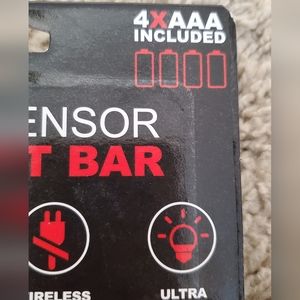 4XAAA
INCLUDED
ENSOR
T BAR
IRELESS
ULTRA